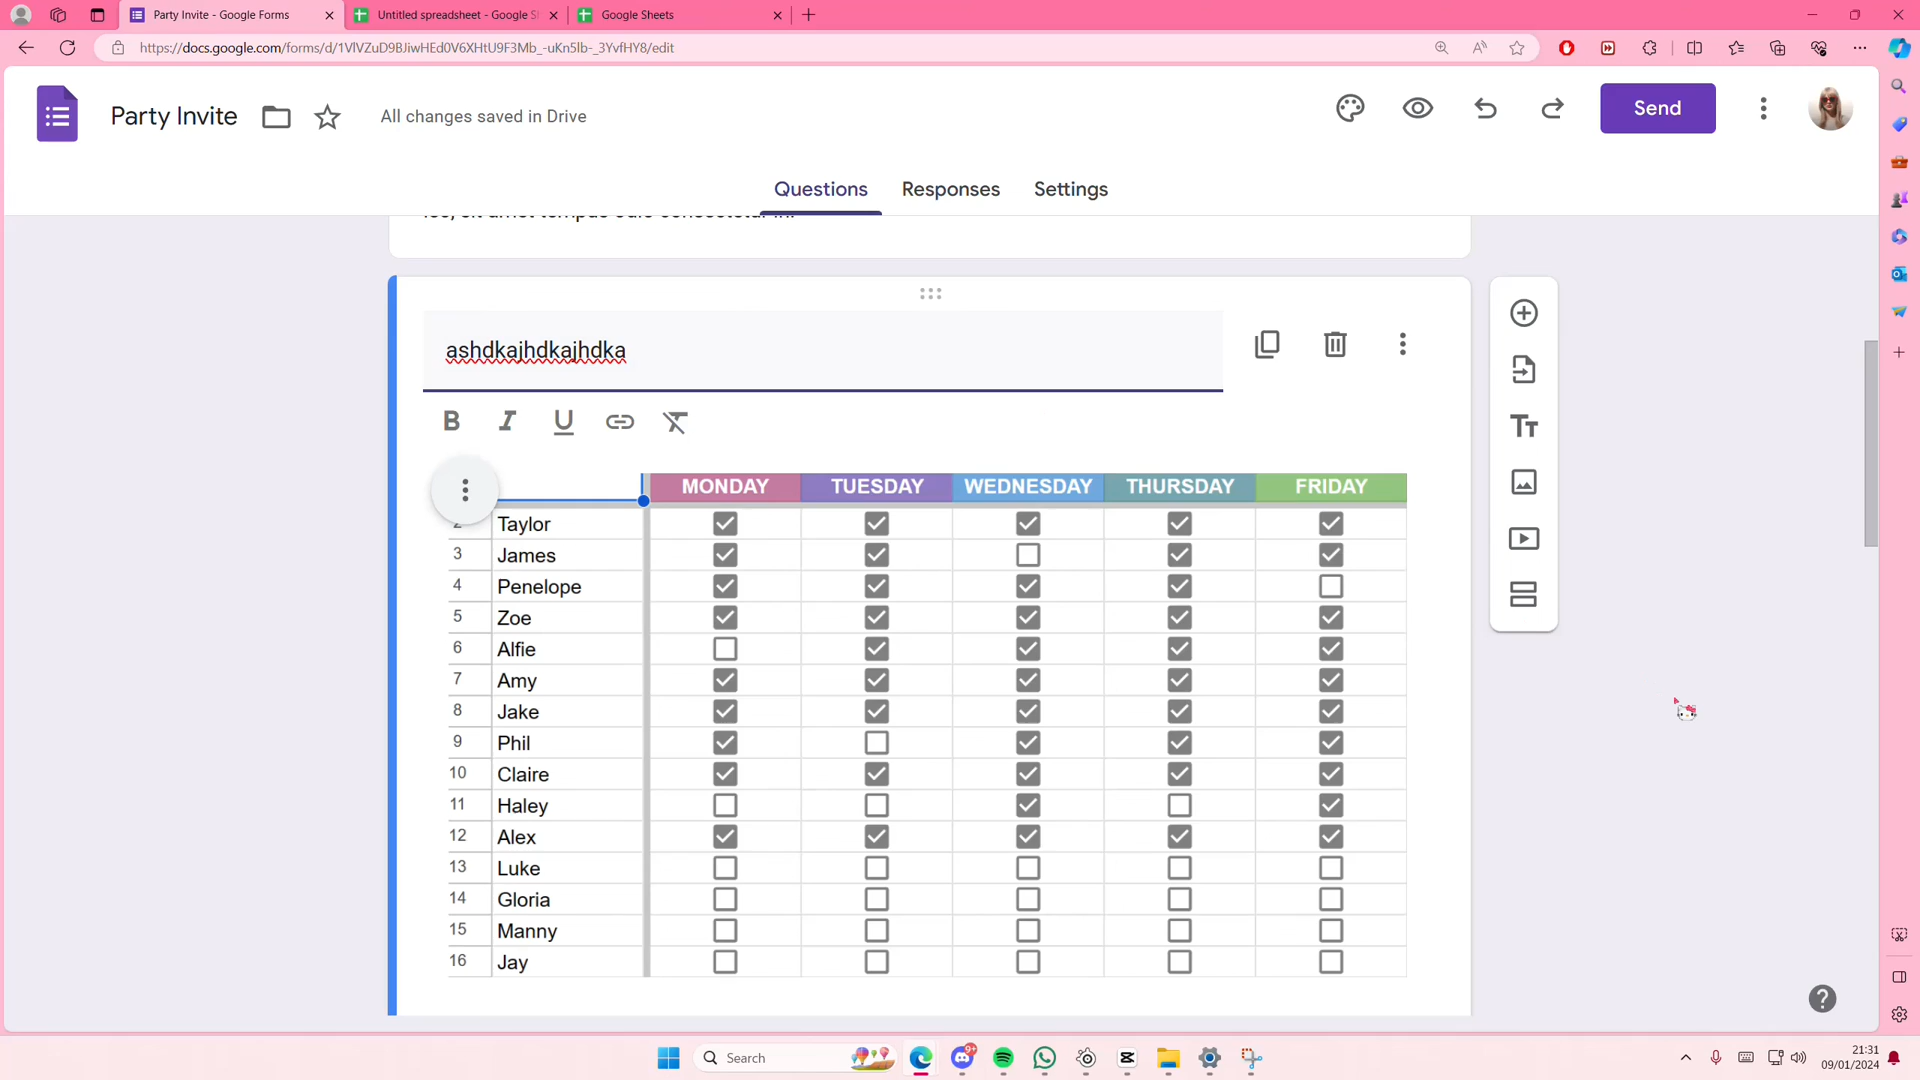 Party Invite - Google Forms
Untitled spreadsheet - Google S
Google Sheets
https://docs.google.com/forms/d/1VlVZuD9BJiwHEd0V6XHtU9F3Mb_-uKn5lb-_3YvfHY8/edit
Party Invite
All changes saved in Drive
Send
Questions
Responses
Settings
ashdkajhdkajhdka
B I U
MONDAY TUESDAY WEDNESDAY THURSDAY FRIDAY
2 Taylor
3 James
4 Penelope
5 Zoe
6 Alfie
7 Amy
8 Jake
9 Phil
10 Claire
11 Haley
12 Alex
13 Luke
14 Gloria
15 Manny
16 Jay
Search
9+
21:31
09/01/2024